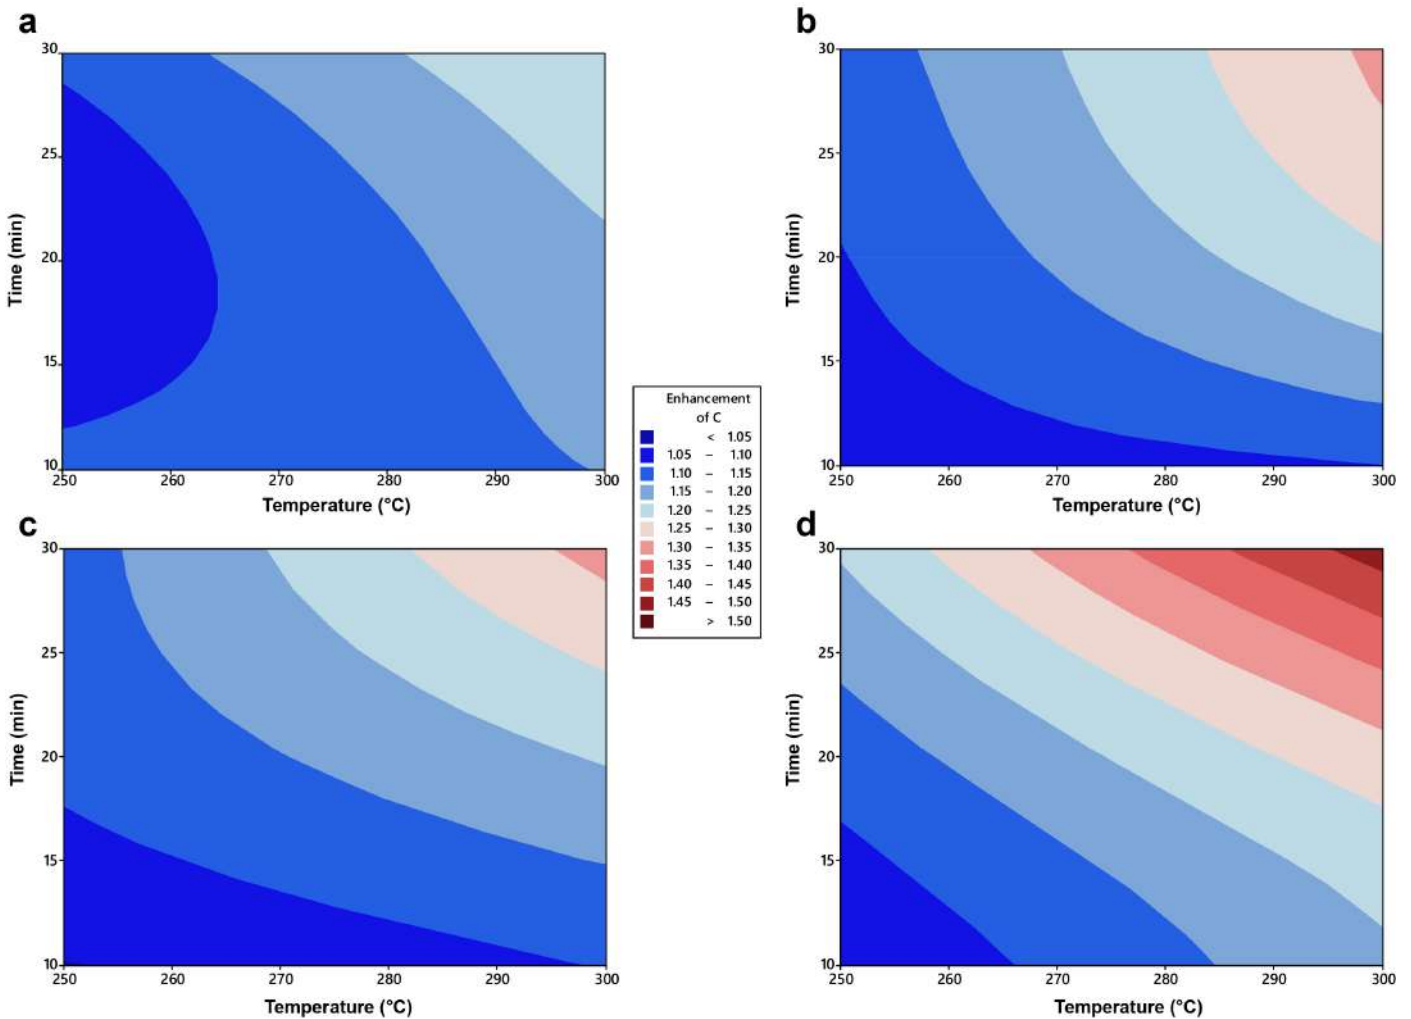 a
30
25
20
15
10
Time (min)
250 260 270 280 290 300
Temperature (°C)
b
30
25
20
15
10
Time (min)
250 260 270 280 290 300
Temperature (°C)
Enhancement
of C
< 1.05
1.05 – 1.10
1.10 – 1.15
1.15 – 1.20
1.20 – 1.25
1.25 – 1.30
1.30 – 1.35
1.35 – 1.40
1.40 – 1.45
1.45 – 1.50
> 1.50
c
30
25
20
15
10
Time (min)
250 260 270 280 290 300
Temperature (°C)
d
30
25
20
15
10
Time (min)
250 260 270 280 290 300
Temperature (°C)